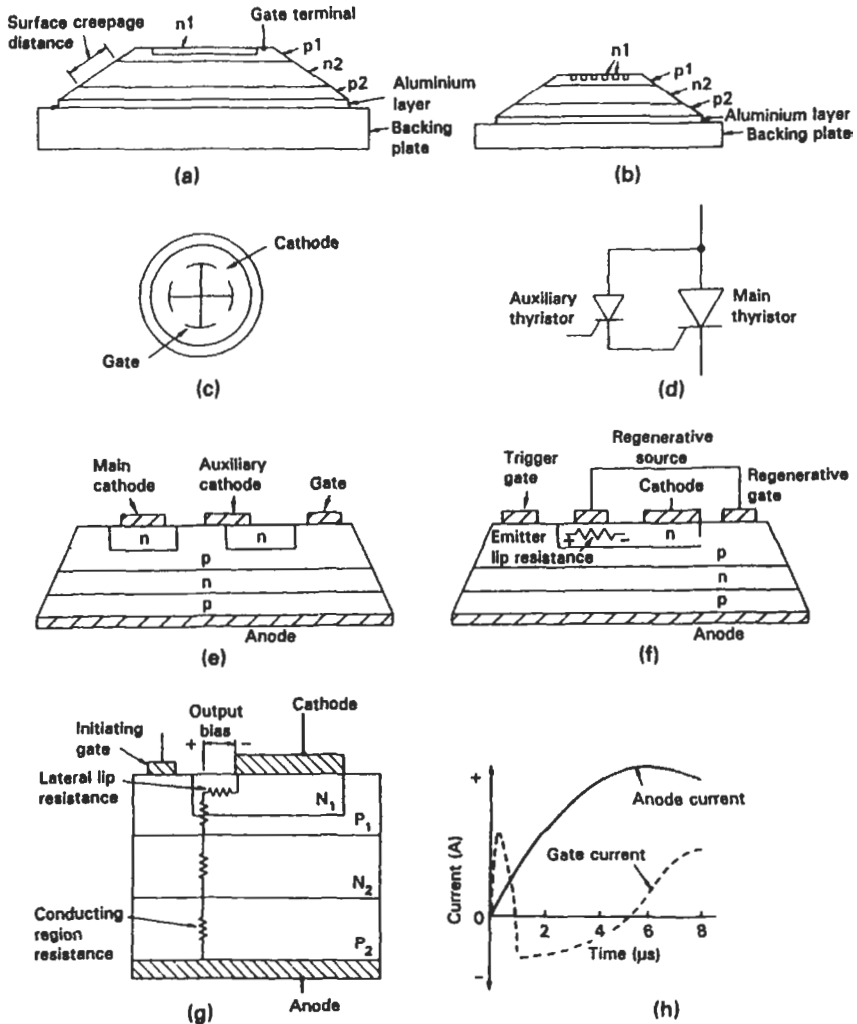 Surface creepage
distance
n1
Gate terminal
p1
n2
p2
Aluminium
layer
Backing
plate
(a)
n1
p1
n2
p2
Aluminium layer
Backing plate
(b)
Cathode
Gate
(c)
Auxiliary
thyristor
Main
thyristor
(d)
Main
cathode
Auxiliary
cathode
Gate
n
n
p
n
p
Anode
(e)
Trigger
gate
Regenerative
source
Cathode
Regenerative
gate
Emitter
lip resistance
+
-
n
p
n
p
Anode
(f)
Initiating
gate
Output
bias
+
-
Cathode
Lateral lip
resistance
N1
P1
N2
Conducting
region
resistance
P2
Anode
(g)
+
Current (A)
0
-
Anode current
Gate current
2
4
6
8
Time (μs)
(h)